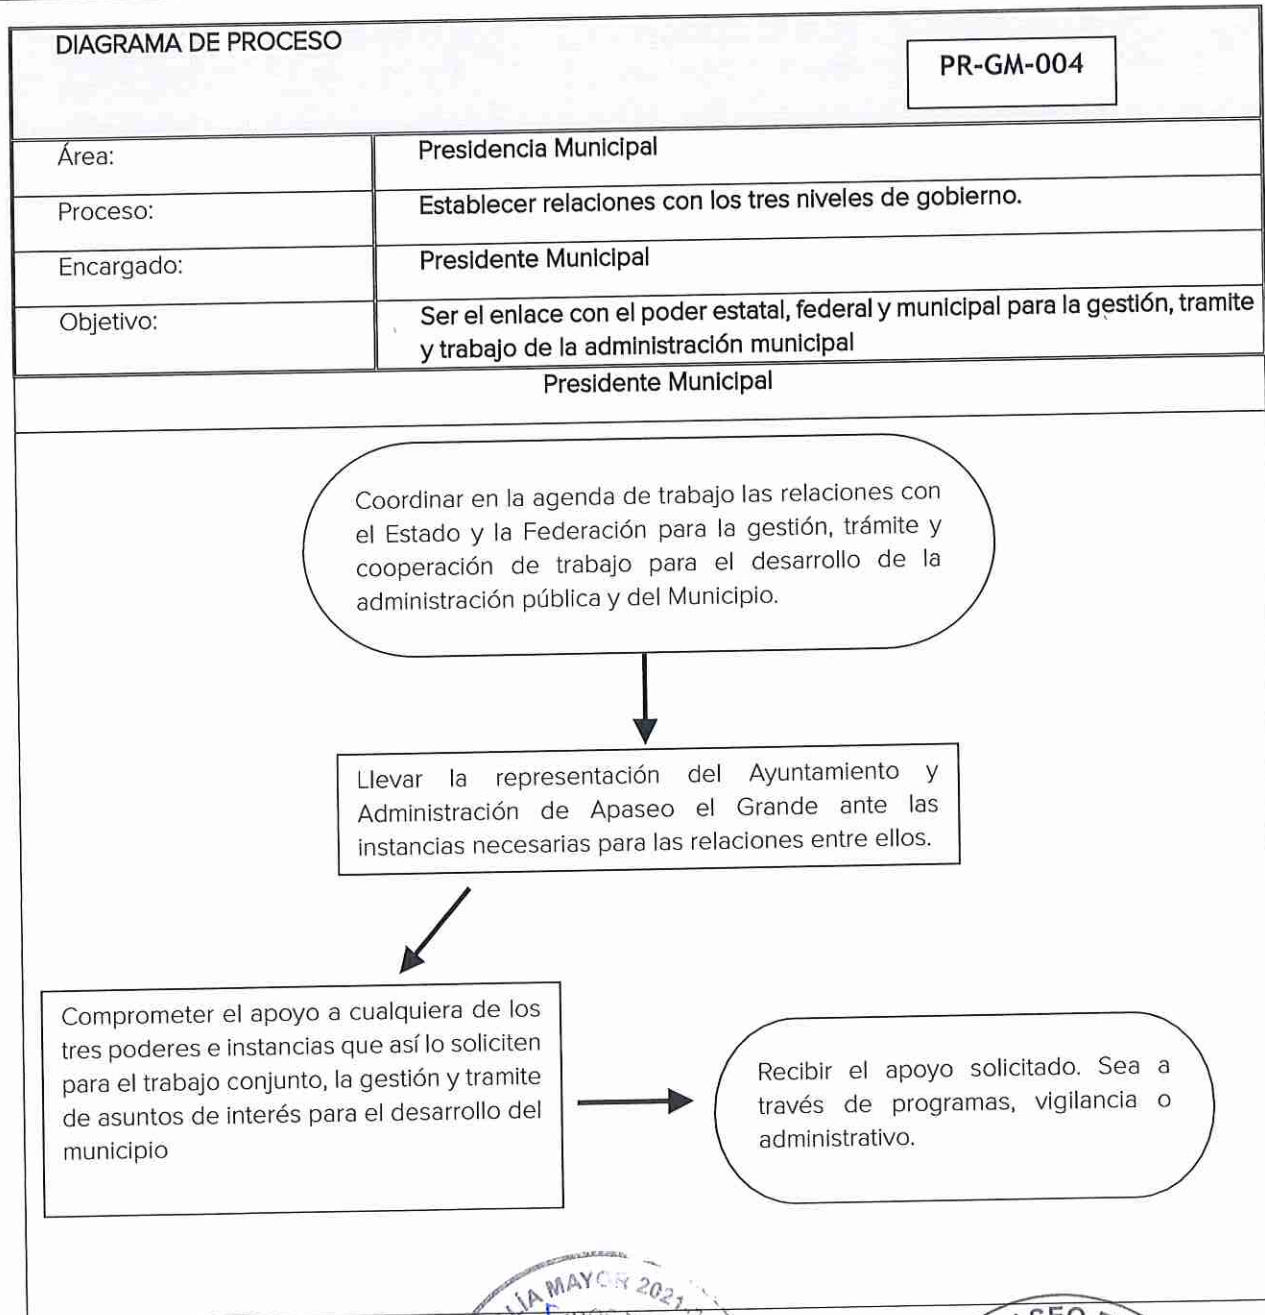 DIAGRAMA DE PROCESO
PR-GM-004
Área:
Presidencia Municipal
Proceso:
Establecer relaciones con los tres niveles de gobierno.
Encargado:
Presidente Municipal
Objetivo:
Ser el enlace con el poder estatal, federal y municipal para la gestión, tramite
y trabajo de la administración municipal
Presidente Municipal
Coordinar en la agenda de trabajo las relaciones con
el Estado y la Federación para la gestión, trámite y
cooperación de trabajo para el desarrollo de la
administración pública y del Municipio.
Llevar la representación del Ayuntamiento y
Administración de Apaseo el Grande ante las
instancias necesarias para las relaciones entre ellos.
Comprometer el apoyo a cualquiera de los
tres poderes e instancias que así lo soliciten
para el trabajo conjunto, la gestión y tramite
de asuntos de interés para el desarrollo del
municipio
Recibir el apoyo solicitado. Sea a
través de programas, vigilancia o
administrativo.
MAYOR 2021